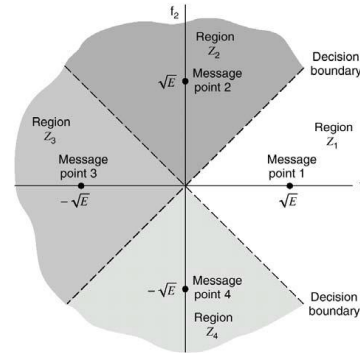 f₂
Region
Z₂
Decision
boundary
√E
Message
point 2
Region
Z₃
Region
Z₁
Message
point 3
Message
point 1
−√E
√E
−√E
Message
point 4
Decision
boundary
Region
Z₄